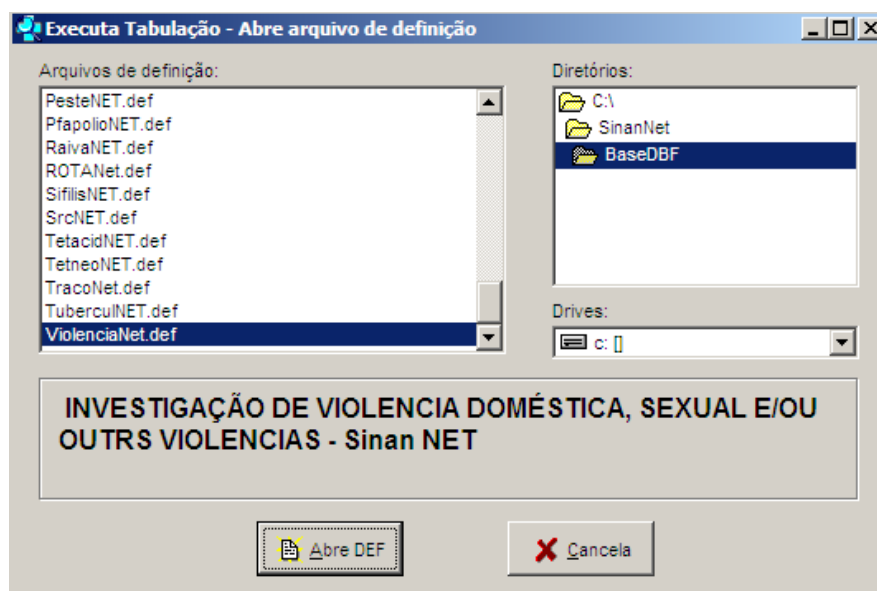 Executa Tabulação - Abre arquivo de definição
Arquivos de definição:
PesteNET.def
PfapolioNET.def
RaivaNET.def
ROTANet.def
SifilisNET.def
SrcNET.def
TetacidNET.def
TetneoNET.def
TracoNet.def
TuberculNET.def
ViolenciaNet.def
Diretórios:
C:\
SinanNet
BaseDBF
Drives:
c: []
INVESTIGAÇÃO DE VIOLENCIA DOMÉSTICA, SEXUAL E/OU
OUTRS VIOLENCIAS - Sinan NET
Abre DEF
Cancela